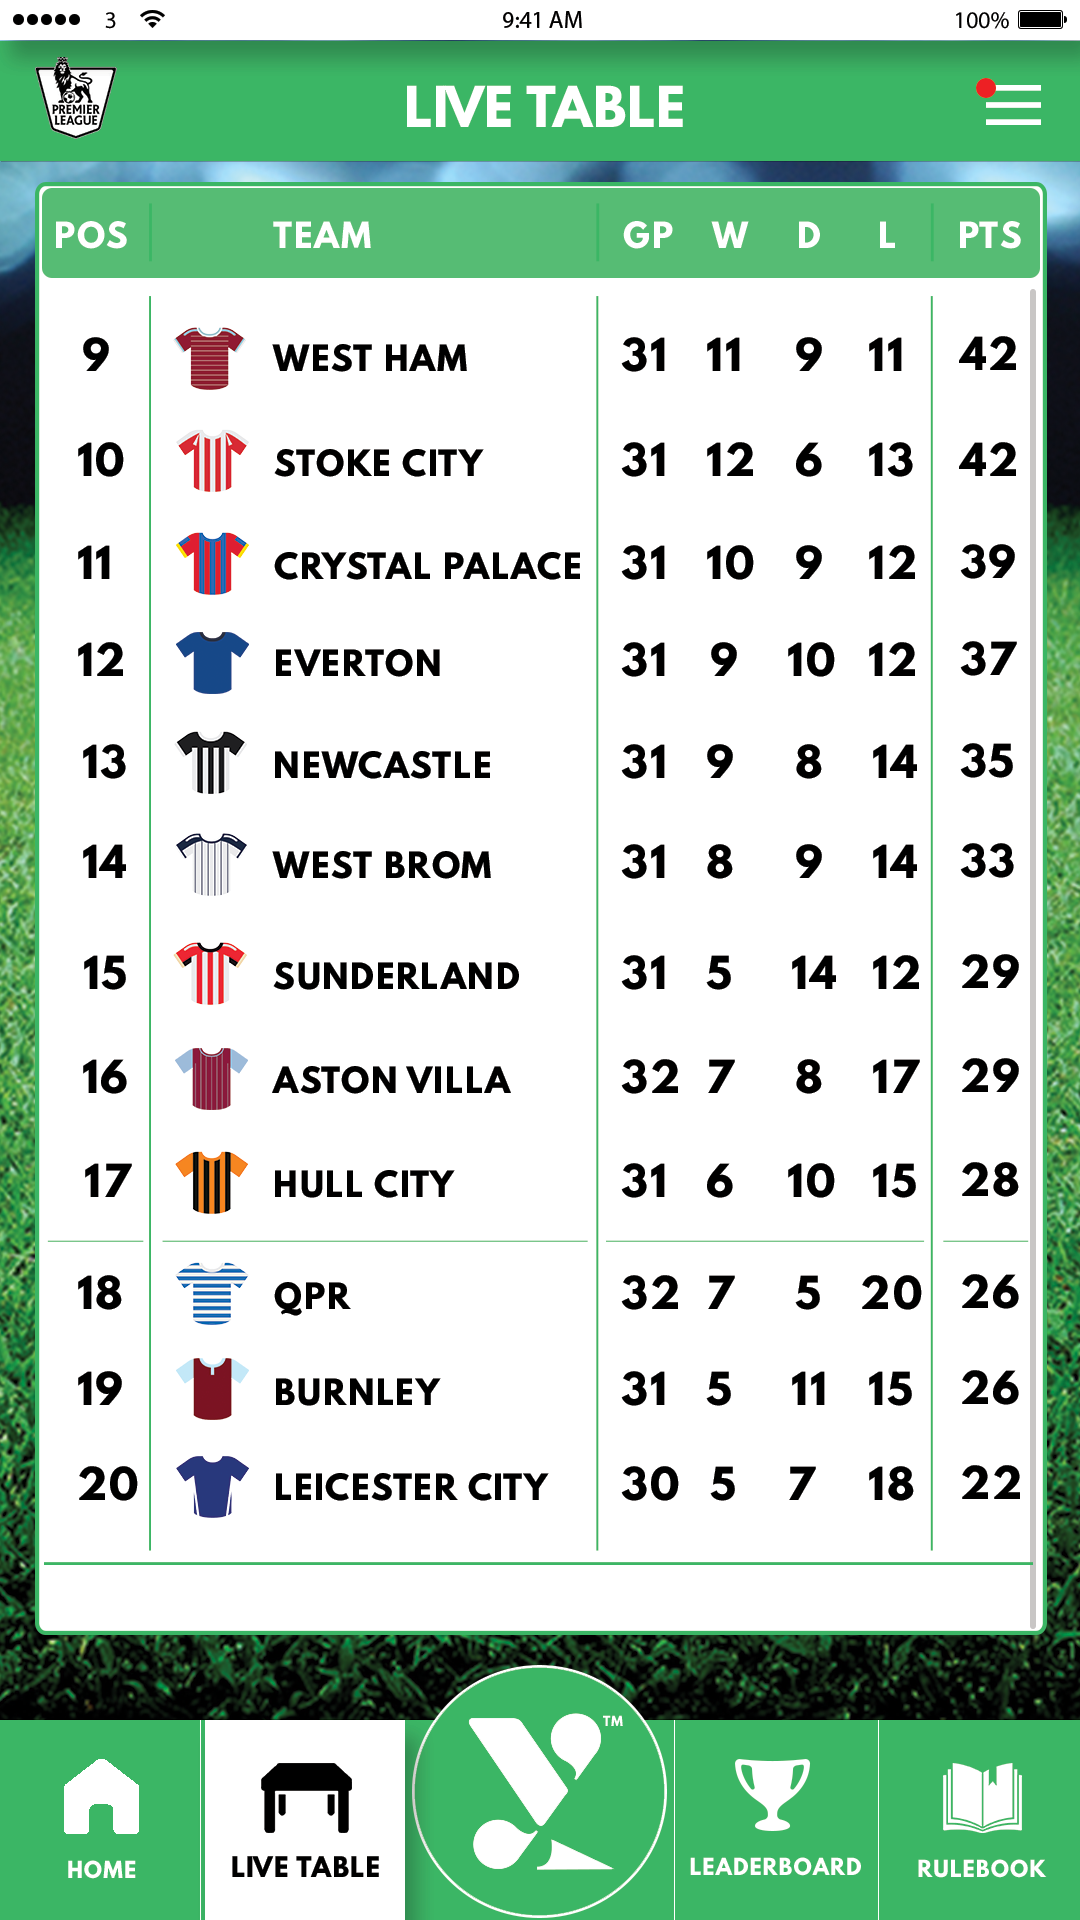 3 9:41 AM 100%
PREMIER
LEAGUE
LIVE TABLE
POS TEAM GP W D L PTS
9 WEST HAM 31 11 9 11 42
10 STOKE CITY 31 12 6 13 42
11 CRYSTAL PALACE 31 10 9 12 39
12 EVERTON 31 9 10 12 37
13 NEWCASTLE 31 9 8 14 35
14 WEST BROM 31 8 9 14 33
15 SUNDERLAND 31 5 14 12 29
16 ASTON VILLA 32 7 8 17 29
17 HULL CITY 31 6 10 15 28
18 QPR 32 7 5 20 26
19 BURNLEY 31 5 11 15 26
20 LEICESTER CITY 30 5 7 18 22
TM
HOME LIVE TABLE LEADERBOARD RULEBOOK